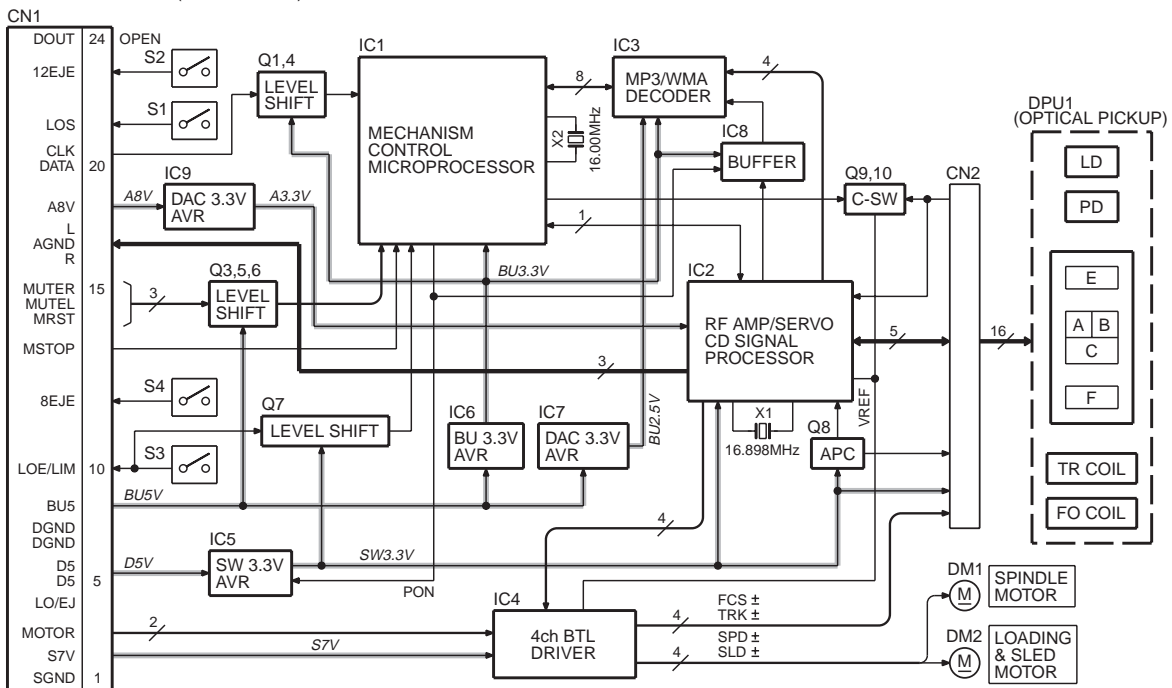 CN1
DOUT 24 OPEN
12EJE
S2
LOS
S1
CLK
DATA 20
A8V
L
AGND
R
MUTER 15
MUTEL
MRST
MSTOP
8EJE
S4
LOE/LIM 10
S3
BU5
DGND
DGND
D5
D5 5
LO/EJ
MOTOR
S7V
SGND 1
Q1,4
LEVEL
SHIFT
IC9
A8V
DAC 3.3V
AVR
A3.3V
Q3,5,6
3
LEVEL
SHIFT
Q7
LEVEL SHIFT
BU5V
IC5
D5V
SW 3.3V
AVR
SW3.3V
PON
2
S7V
IC1
MECHANISM
CONTROL
MICROPROCESSOR
X2
16.00MHz
8
1
BU3.3V
3
IC6
BU 3.3V
AVR
IC7
DAC 3.3V
AVR
BU2.5V
IC3
MP3/WMA
DECODER
4
IC8
BUFFER
Q9,10
C-SW
IC2
RF AMP/SERVO
CD SIGNAL
PROCESSOR
X1
16.898MHz
Q8
APC
VREF
5
4
IC4
4ch BTL
DRIVER
4
FCS ±
TRK ±
4
SPD ±
SLD ±
CN2
16
DPU1
(OPTICAL PICKUP)
LD
PD
E
A B
C
F
TR COIL
FO COIL
DM1
M
SPINDLE
MOTOR
DM2
M
LOADING
& SLED
MOTOR